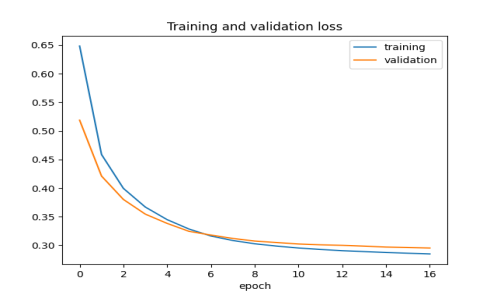 Training and validation loss
training
validation
0.65
0.60
0.55
0.50
0.45
0.40
0.35
0.30
0 2 4 6 8 10 12 14 16
epoch